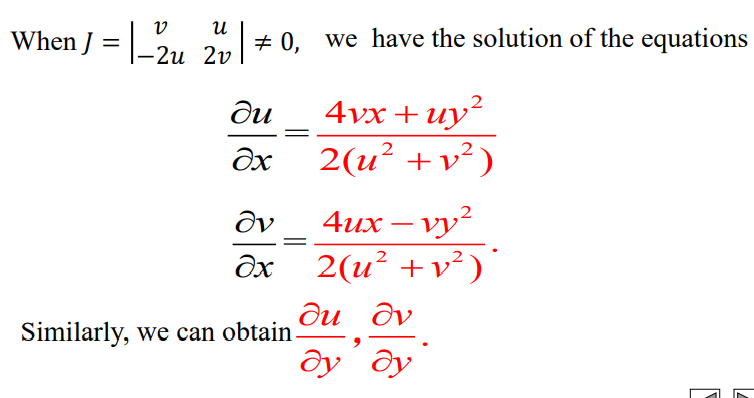 When J = | v u ; −2u 2v | ≠ 0, we have the solution of the equations
∂u/∂x = (4vx + uy²)/(2(u² + v²))
∂v/∂x = (4ux − vy²)/(2(u² + v²)).
Similarly, we can obtain ∂u/∂y, ∂v/∂y.